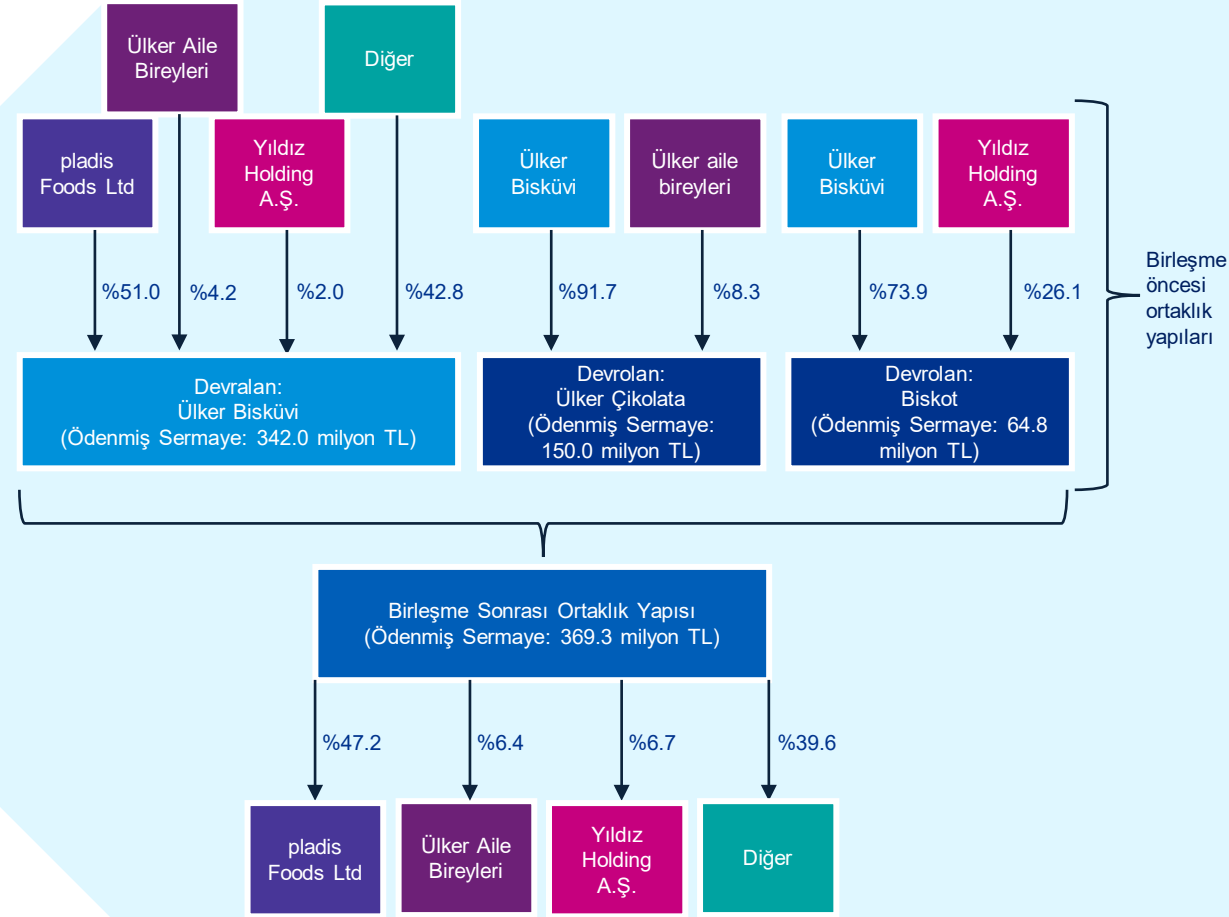 Ülker Aile
Bireyleri
Diğer
pladis
Foods Ltd
Yıldız
Holding
A.Ş.
Ülker
Bisküvi
Ülker aile
bireyleri
Ülker
Bisküvi
Yıldız
Holding
A.Ş.
%51.0
%4.2
%2.0
%42.8
%91.7
%8.3
%73.9
%26.1
Birleşme
öncesi
ortaklık
yapıları
Devralan:
Ülker Bisküvi
(Ödenmiş Sermaye: 342.0 milyon TL)
Devrolan:
Ülker Çikolata
(Ödenmiş Sermaye:
150.0 milyon TL)
Devrolan:
Biskot
(Ödenmiş Sermaye: 64.8
milyon TL)
Birleşme Sonrası Ortaklık Yapısı
(Ödenmiş Sermaye: 369.3 milyon TL)
%47.2
%6.4
%6.7
%39.6
pladis
Foods Ltd
Ülker Aile
Bireyleri
Yıldız
Holding
A.Ş.
Diğer